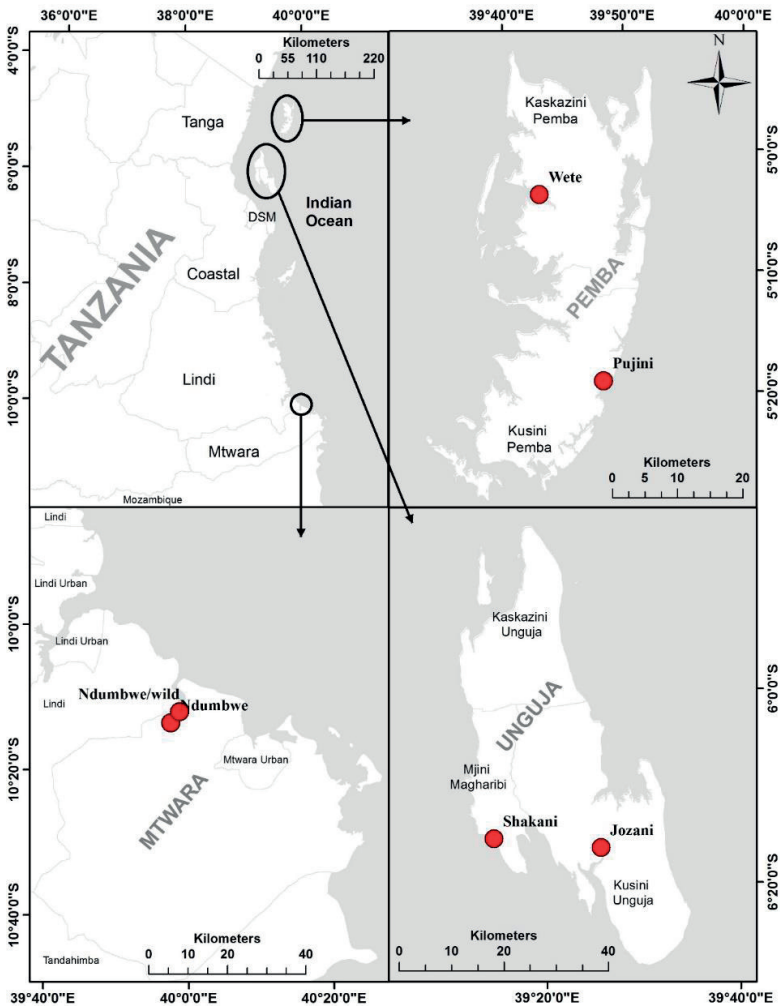 36°0'0"E
38°0'0"E
40°0'0"E
39°40'0"E
39°50'0"E
40°0'0"E
4°0'0"S
6°0'0"S
8°0'0"S
10°0'0"S
Kilometers
0 55 110 220
Tanga
Indian
Ocean
DSM
TANZANIA
Coastal
Lindi
Mtwara
Mozambique
N
Kaskazini
Pemba
Wete
PEMBA
Pujini
Kusini
Pemba
Kilometers
0 5 10 20
5°0'0"S
5°10'0"S
5°20'0"S
10°0'0"S
10°20'0"S
10°40'0"S
Lindi
Lindi Urban
Lindi Urban
Lindi
Ndumbwe/wild
Ndumbwe
Mtwara Urban
MTWARA
Kilometers
0 10 20 40
Tandahimba
39°40'0"E
40°0'0"E
40°20'0"E
Kaskazini
Unguja
UNGUJA
Mjini
Magharibi
Shakani
Jozani
Kusini
Unguja
Kilometers
0 10 20 40
6°0'0"S
6°20'0"S
39°20'0"E
39°40'0"E